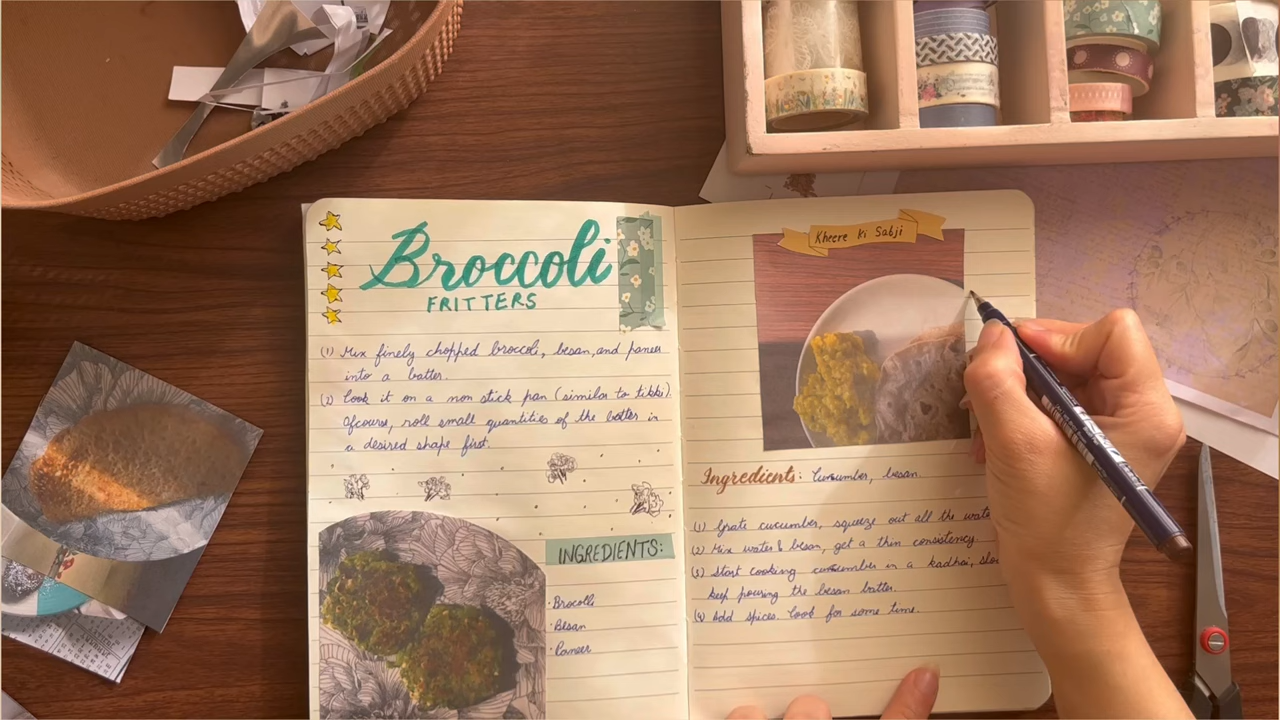 Broccoli
FRITTERS
(1) Mix finely chopped broccoli, besan, and paneer
into a batter.
(2) Cook it on a non stick pan (similar to tikki).
Ofcourse, roll small quantities of the batter in
a desired shape first.
INGREDIENTS:
· Brocolli
· Besan
· Paneer
Kheere Ki Sabji
Ingredients: Cucumber, besan.
(1) Grate cucumber, squeeze out all the
(2) Mix water & besan, get a thin consistency
(3) Start cooking cucumber in a kadhai,
keep pouring the besan batter.
(4) Add spices. Cook for some time.